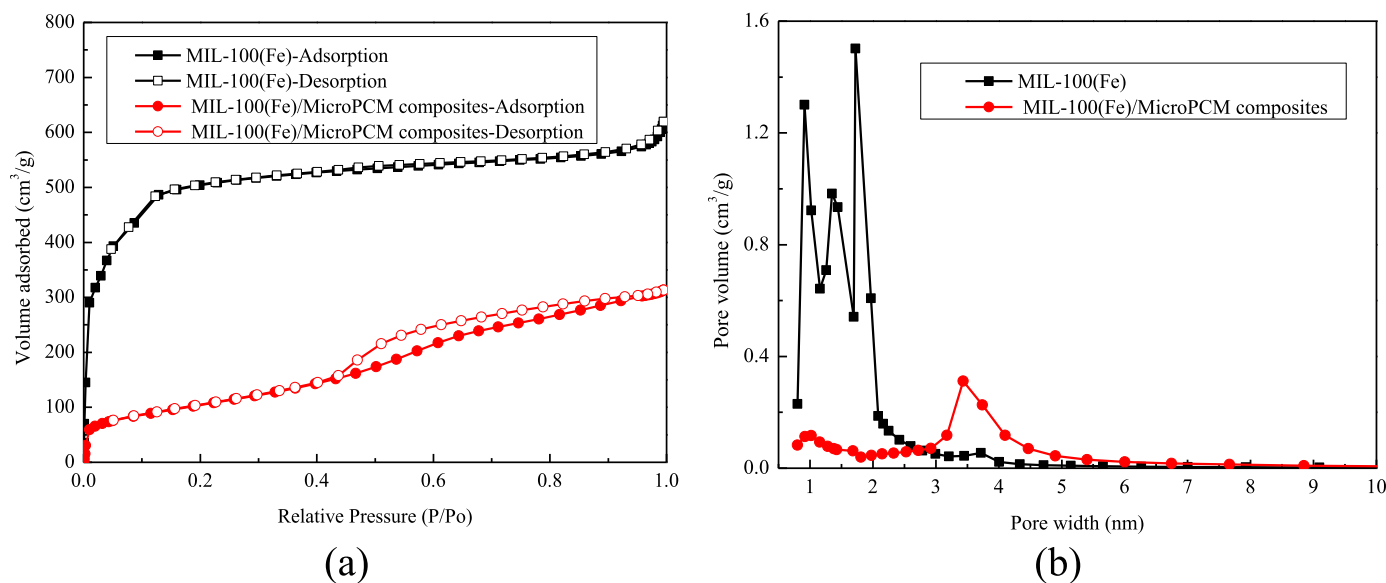 800
700
600
500
400
300
200
100
0
Volume adsorbed (cm³/g)
MIL-100(Fe)-Adsorption
MIL-100(Fe)-Desorption
MIL-100(Fe)/MicroPCM composites-Adsorption
MIL-100(Fe)/MicroPCM composites-Desorption
0.0 0.2 0.4 0.6 0.8 1.0
Relative Pressure (P/Po)
(a)
1.6
1.2
0.8
0.4
0.0
Pore volume (cm³/g)
MIL-100(Fe)
MIL-100(Fe)/MicroPCM composites
1 2 3 4 5 6 7 8 9 10
Pore width (nm)
(b)